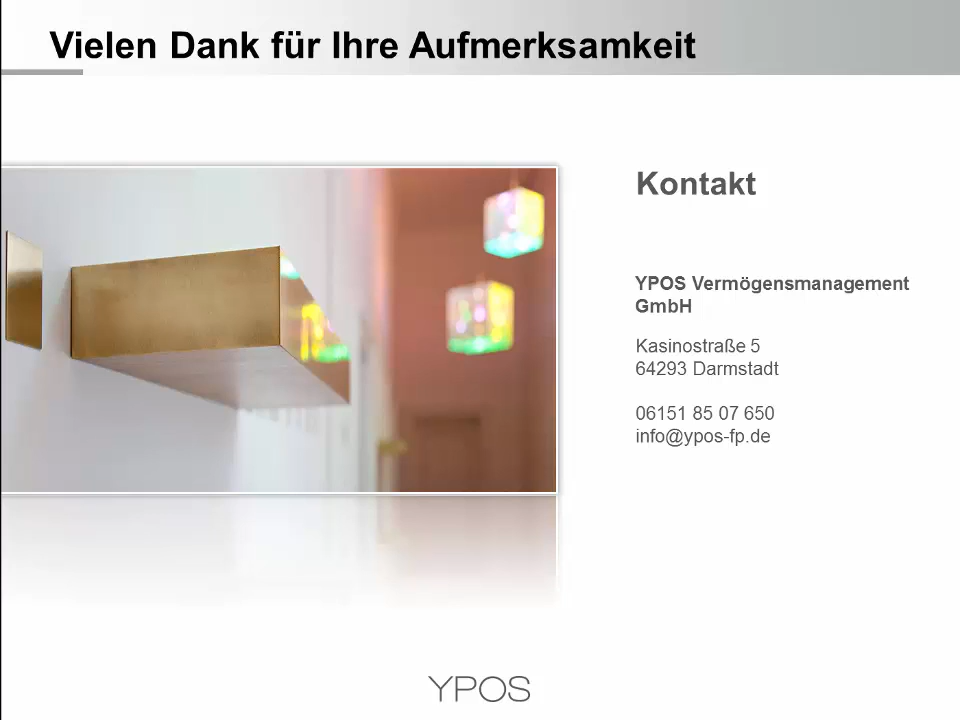 Vielen Dank für Ihre Aufmerksamkeit
Kontakt
YPOS Vermögensmanagement
GmbH
Kasinostraße 5
64293 Darmstadt
06151 85 07 650
info@ypos-fp.de
YPOS